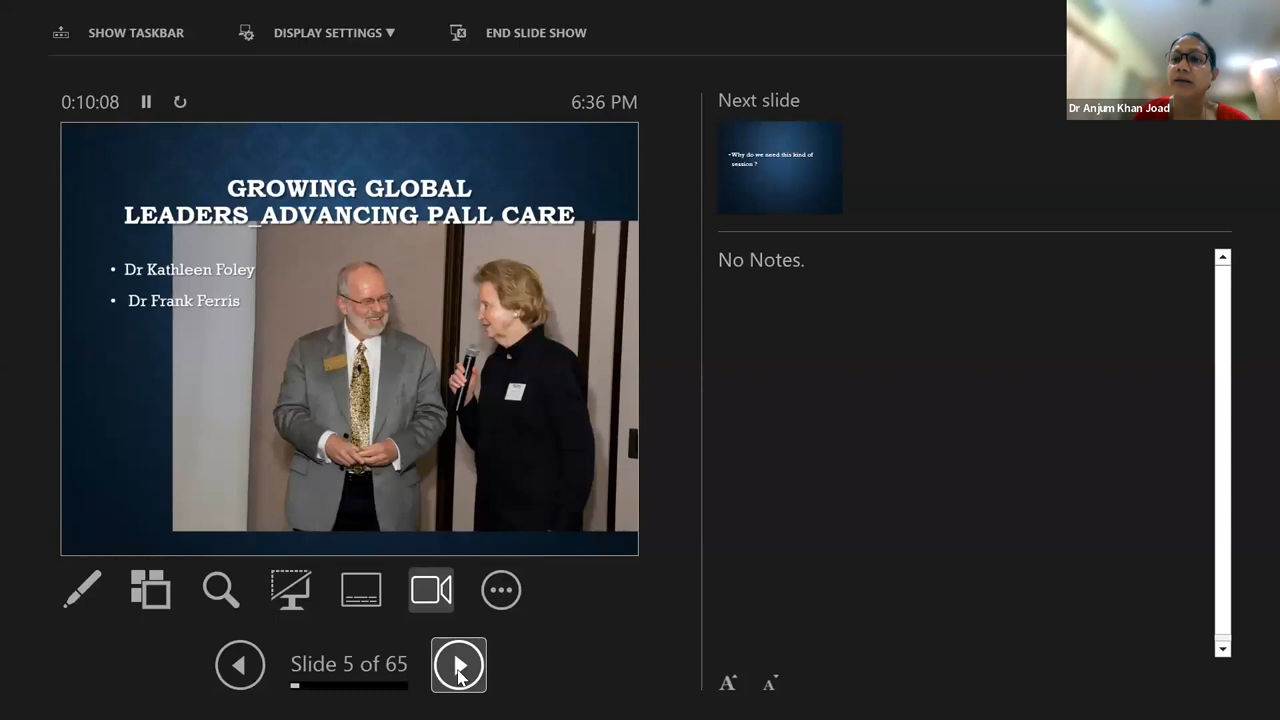 SHOW TASKBAR
DISPLAY SETTINGS ▼
END SLIDE SHOW
Dr Anjum Khan Joad
0:10:08
6:36 PM
Next slide
GROWING GLOBAL
LEADERS_ADVANCING PALL CARE
• Dr Kathleen Foley
• Dr Frank Ferris
•Why do we need this kind of
session ?
No Notes.
Slide 5 of 65
A A